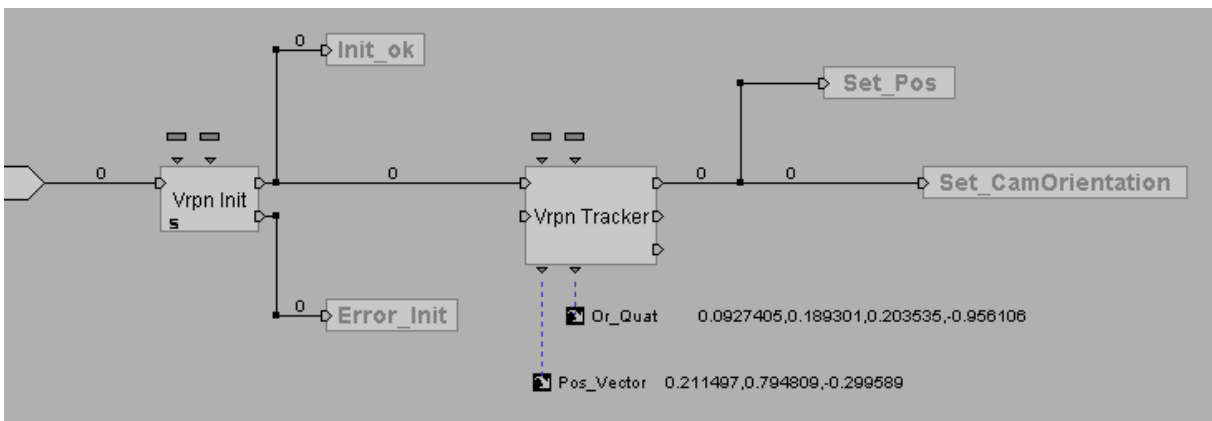 0 Init_ok
Set_Pos
0 0 0 0 Set_CamOrientation
Vrpn Init Vrpn Tracker
s
0 Error_Init Or_Quat 0.0927405,0.189301,0.203535,-0.956106
Pos_Vector 0.211497,0.794809,-0.299589